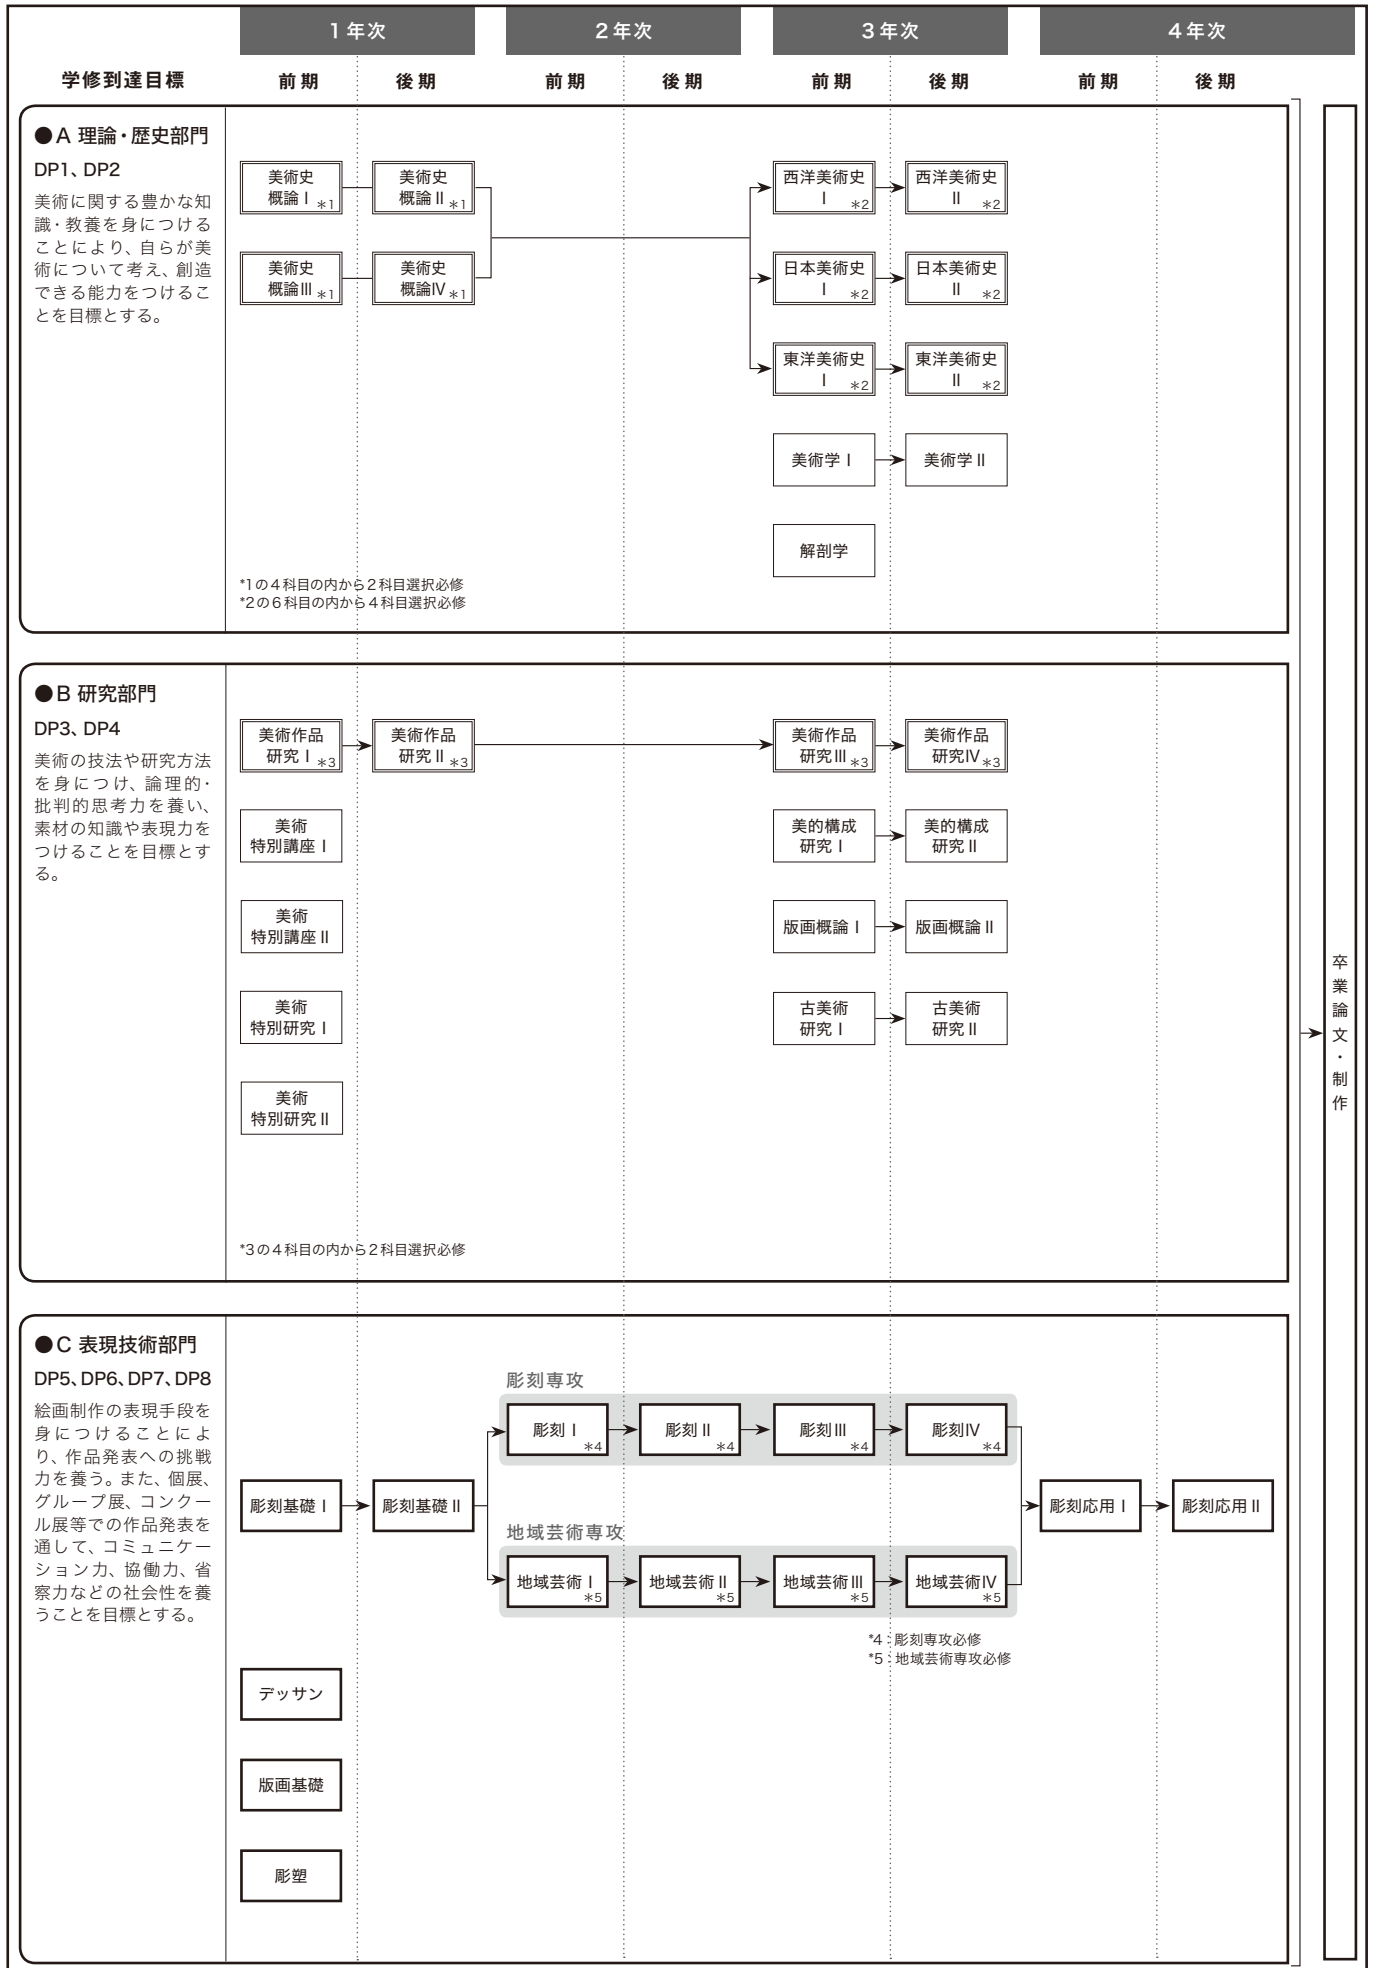 1年次
2年次
3年次
4年次
学修到達目標
前期
後期
前期
後期
前期
後期
前期
後期
●A 理論・歴史部門
DP1、DP2
美術に関する豊かな知
識・教養を身につける
ことにより、自らが美
術について考え、創造
できる能力をつけるこ
とを目標とする。
美術史
概論Ⅰ *1
美術史
概論Ⅱ *1
西洋美術史
Ⅰ *2
西洋美術史
Ⅱ *2
美術史
概論Ⅲ *1
美術史
概論Ⅳ *1
日本美術史
Ⅰ *2
日本美術史
Ⅱ *2
東洋美術史
Ⅰ *2
東洋美術史
Ⅱ *2
美術学Ⅰ
美術学Ⅱ
解剖学
*1の4科目の内から2科目選択必修
*2の6科目の内から4科目選択必修
●B 研究部門
DP3、DP4
美術の技法や研究方法
を身につけ、論理的・
批判的思考力を養い、
素材の知識や表現力を
つけることを目標とす
る。
美術作品
研究Ⅰ *3
美術作品
研究Ⅱ *3
美術作品
研究Ⅲ *3
美術作品
研究Ⅳ *3
美術
特別講座Ⅰ
美的構成
研究Ⅰ
美的構成
研究Ⅱ
美術
特別講座Ⅱ
版画概論Ⅰ
版画概論Ⅱ
美術
特別研究Ⅰ
古美術
研究Ⅰ
古美術
研究Ⅱ
美術
特別研究Ⅱ
*3の4科目の内から2科目選択必修
卒業論文・制作
●C 表現技術部門
DP5、DP6、DP7、DP8
絵画制作の表現手段を
身につけることによ
り、作品発表への挑戦
力を養う。また、個展、
グループ展、コンクー
ル展等での作品発表を
通して、コミュニケー
ション力、協働力、省
察力などの社会性を養
うことを目標とする。
彫刻専攻
彫刻Ⅰ
*4
彫刻Ⅱ
*4
彫刻Ⅲ
*4
彫刻Ⅳ
*4
彫刻基礎Ⅰ
彫刻基礎Ⅱ
彫刻応用Ⅰ
彫刻応用Ⅱ
地域芸術専攻
地域芸術Ⅰ
*5
地域芸術Ⅱ
*5
地域芸術Ⅲ
*5
地域芸術Ⅳ
*5
*4：彫刻専攻必修
*5：地域芸術専攻必修
デッサン
版画基礎
彫塑